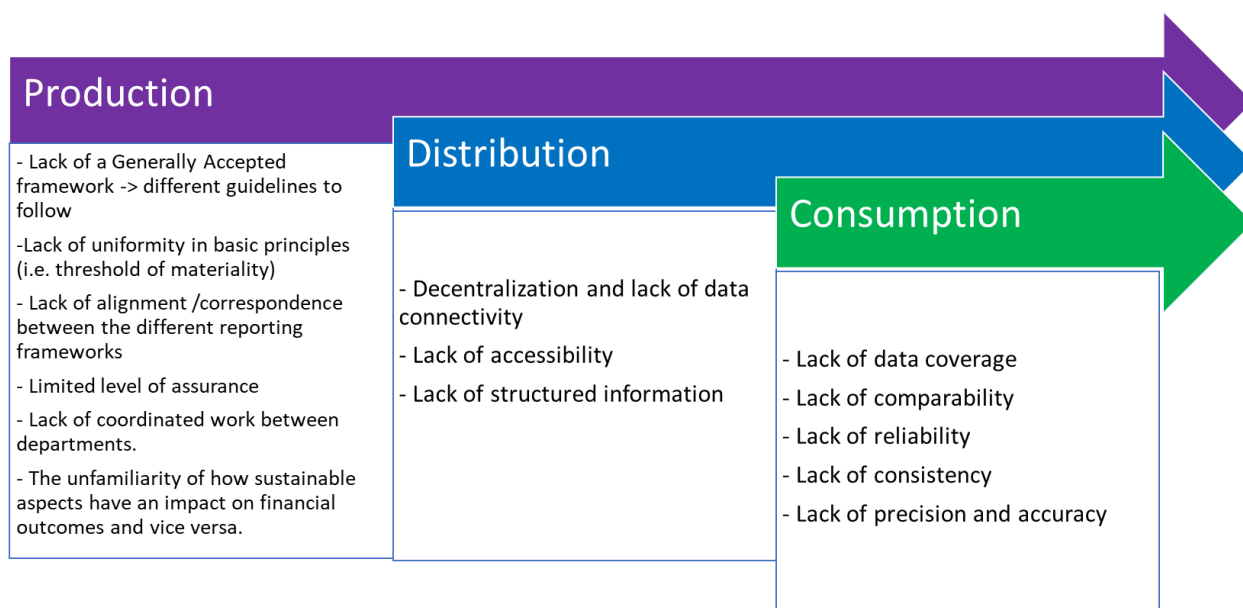 Production
- Lack of a Generally Accepted
framework -> different guidelines to
follow
-Lack of uniformity in basic principles
(i.e. threshold of materiality)
- Lack of alignment /correspondence
between the different reporting
frameworks
- Limited level of assurance
- Lack of coordinated work between
departments.
- The unfamiliarity of how sustainable
aspects have an impact on financial
outcomes and vice versa.
Distribution
- Decentralization and lack of data
connectivity
- Lack of accessibility
- Lack of structured information
Consumption
- Lack of data coverage
- Lack of comparability
- Lack of reliability
- Lack of consistency
- Lack of precision and accuracy